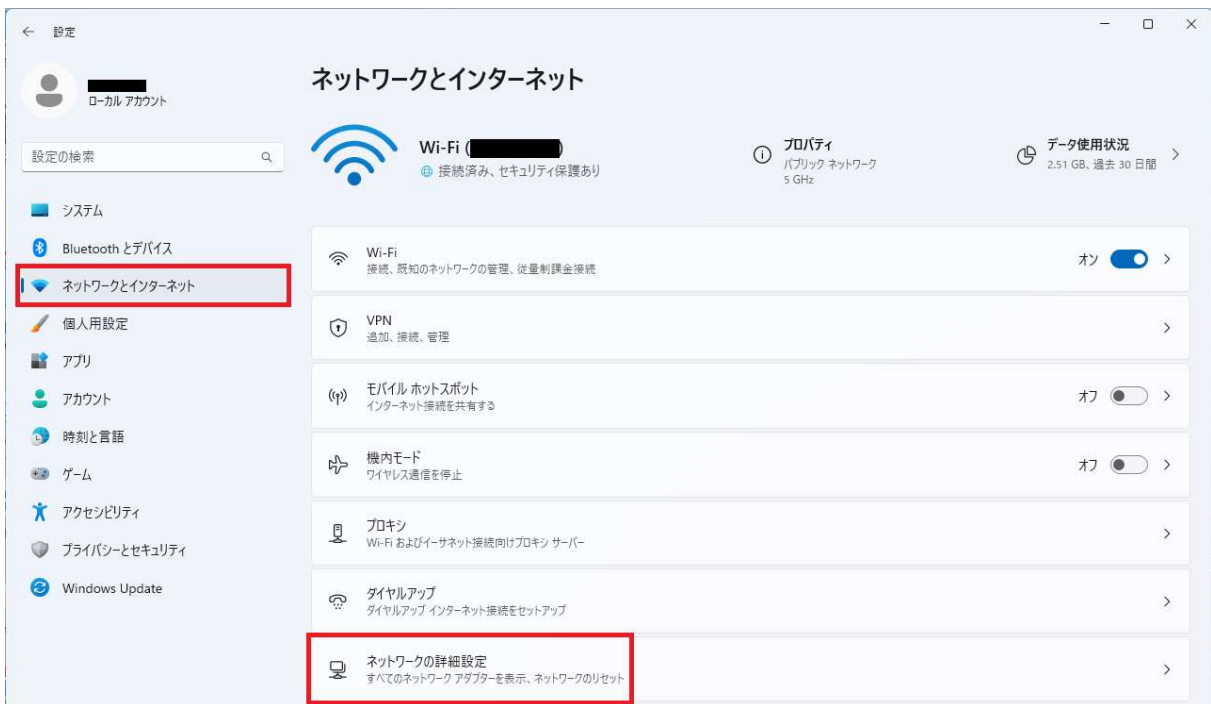 設定
ローカル アカウント
設定の検索
システム
Bluetooth とデバイス
ネットワークとインターネット
個人用設定
アプリ
アカウント
時刻と言語
ゲーム
アクセシビリティ
プライバシーとセキュリティ
Windows Update
ネットワークとインターネット
Wi-Fi ( )
接続済み、セキュリティ保護あり
プロパティ
パブリック ネットワーク
5 GHz
データ使用状況
2.51 GB、過去 30 日間
Wi-Fi
接続、既知のネットワークの管理、従量制課金接続
オン
VPN
追加、接続、管理
モバイル ホットスポット
インターネット接続を共有する
オフ
機内モード
ワイヤレス通信を停止
オフ
プロキシ
Wi-Fi およびイーサネット接続向けプロキシ サーバー
ダイヤルアップ
ダイヤルアップ インターネット接続をセットアップ
ネットワークの詳細設定
すべてのネットワーク アダプターを表示、ネットワークのリセット